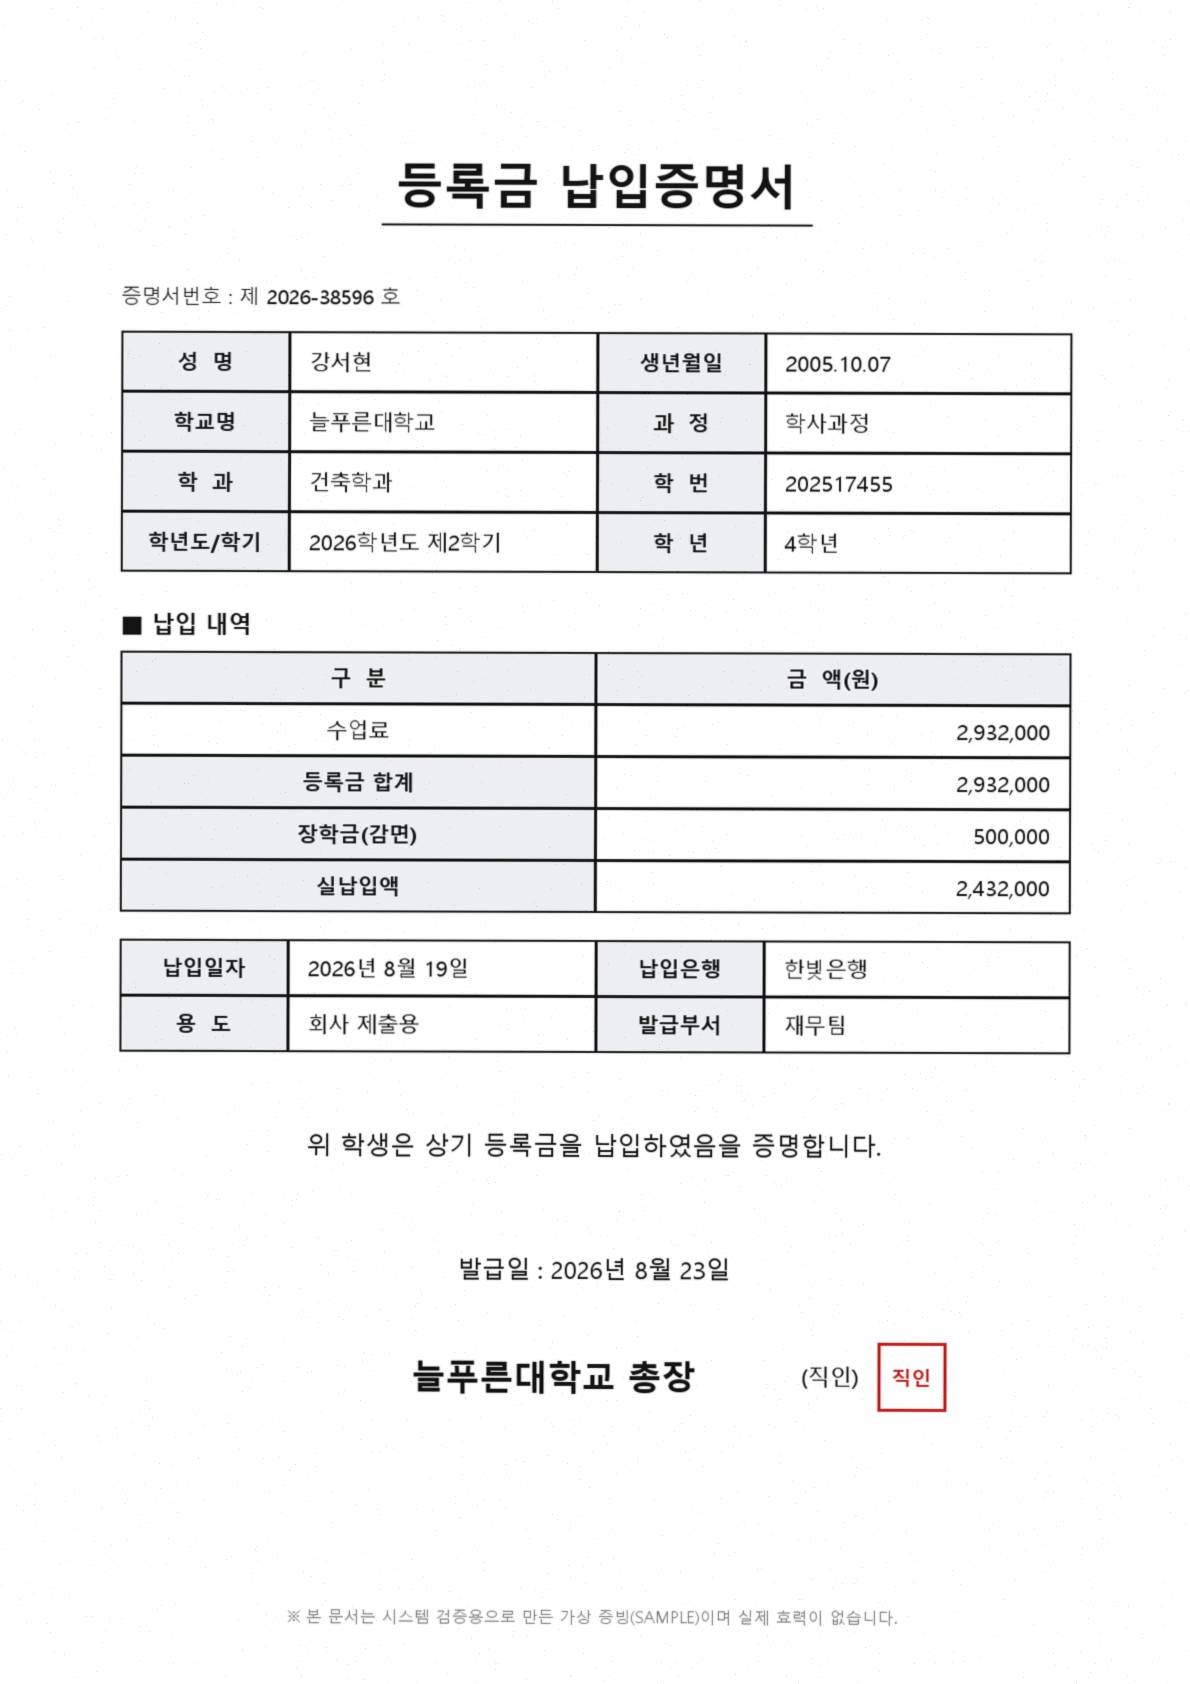 등록금 납입증명서
증명서번호 : 제 2026-38596 호
성 명 강서현 생년월일 2005.10.07
학교명 늘푸른대학교 과 정 학사과정
학 과 건축학과 학 번 202517455
학년도/학기 2026학년도 제2학기 학 년 4학년
■ 납입 내역
구 분 금 액(원)
수업료 2,932,000
등록금 합계 2,932,000
장학금(감면) 500,000
실납입액 2,432,000
납입일자 2026년 8월 19일 납입은행 한빛은행
용 도 회사 제출용 발급부서 재무팀
위 학생은 상기 등록금을 납입하였음을 증명합니다.
발급일 : 2026년 8월 23일
늘푸른대학교 총장 (직인) 직인
※ 본 문서는 시스템 검증용으로 만든 가상 증빙(SAMPLE)이며 실제 효력이 없습니다.